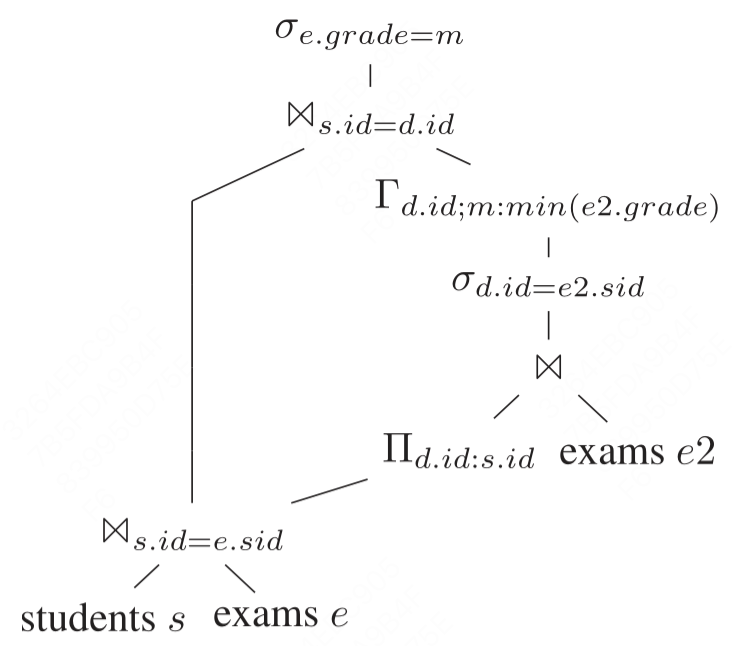 σ_{e.grade=m}
⋈_{s.id=d.id}
Γ_{d.id;m:min(e2.grade)}
σ_{d.id=e2.sid}
⋈
Π_{d.id:s.id} exams e2
⋈_{s.id=e.sid}
students s exams e